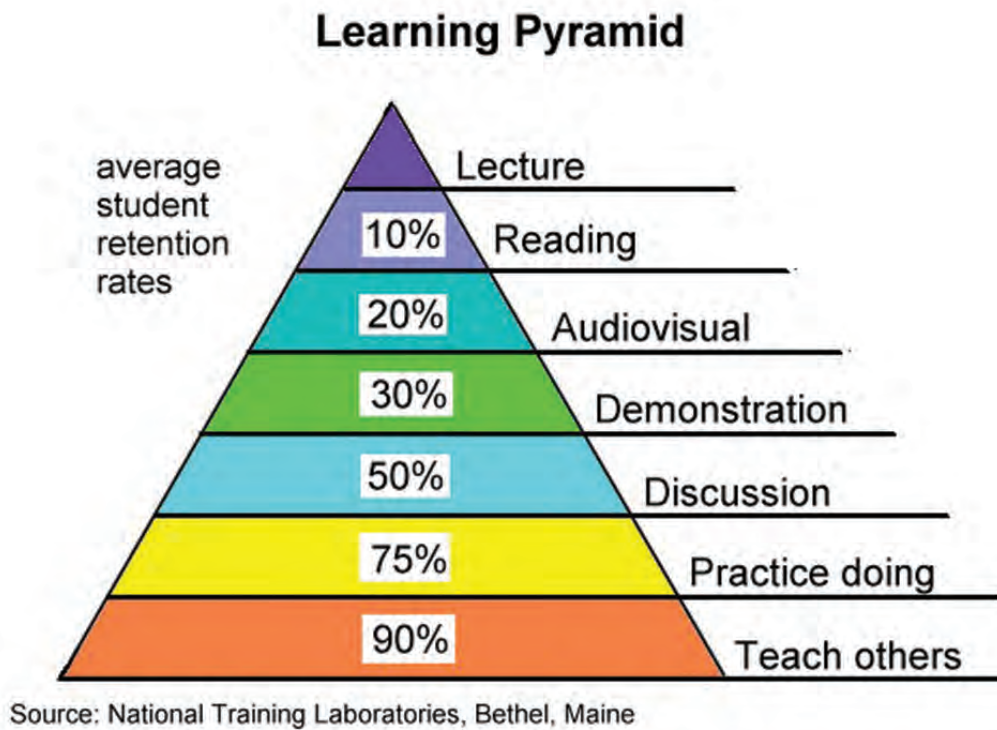 Learning Pyramid
average
student
retention
rates
Lecture
10% Reading
20% Audiovisual
30% Demonstration
50% Discussion
75% Practice doing
90% Teach others
Source: National Training Laboratories, Bethel, Maine